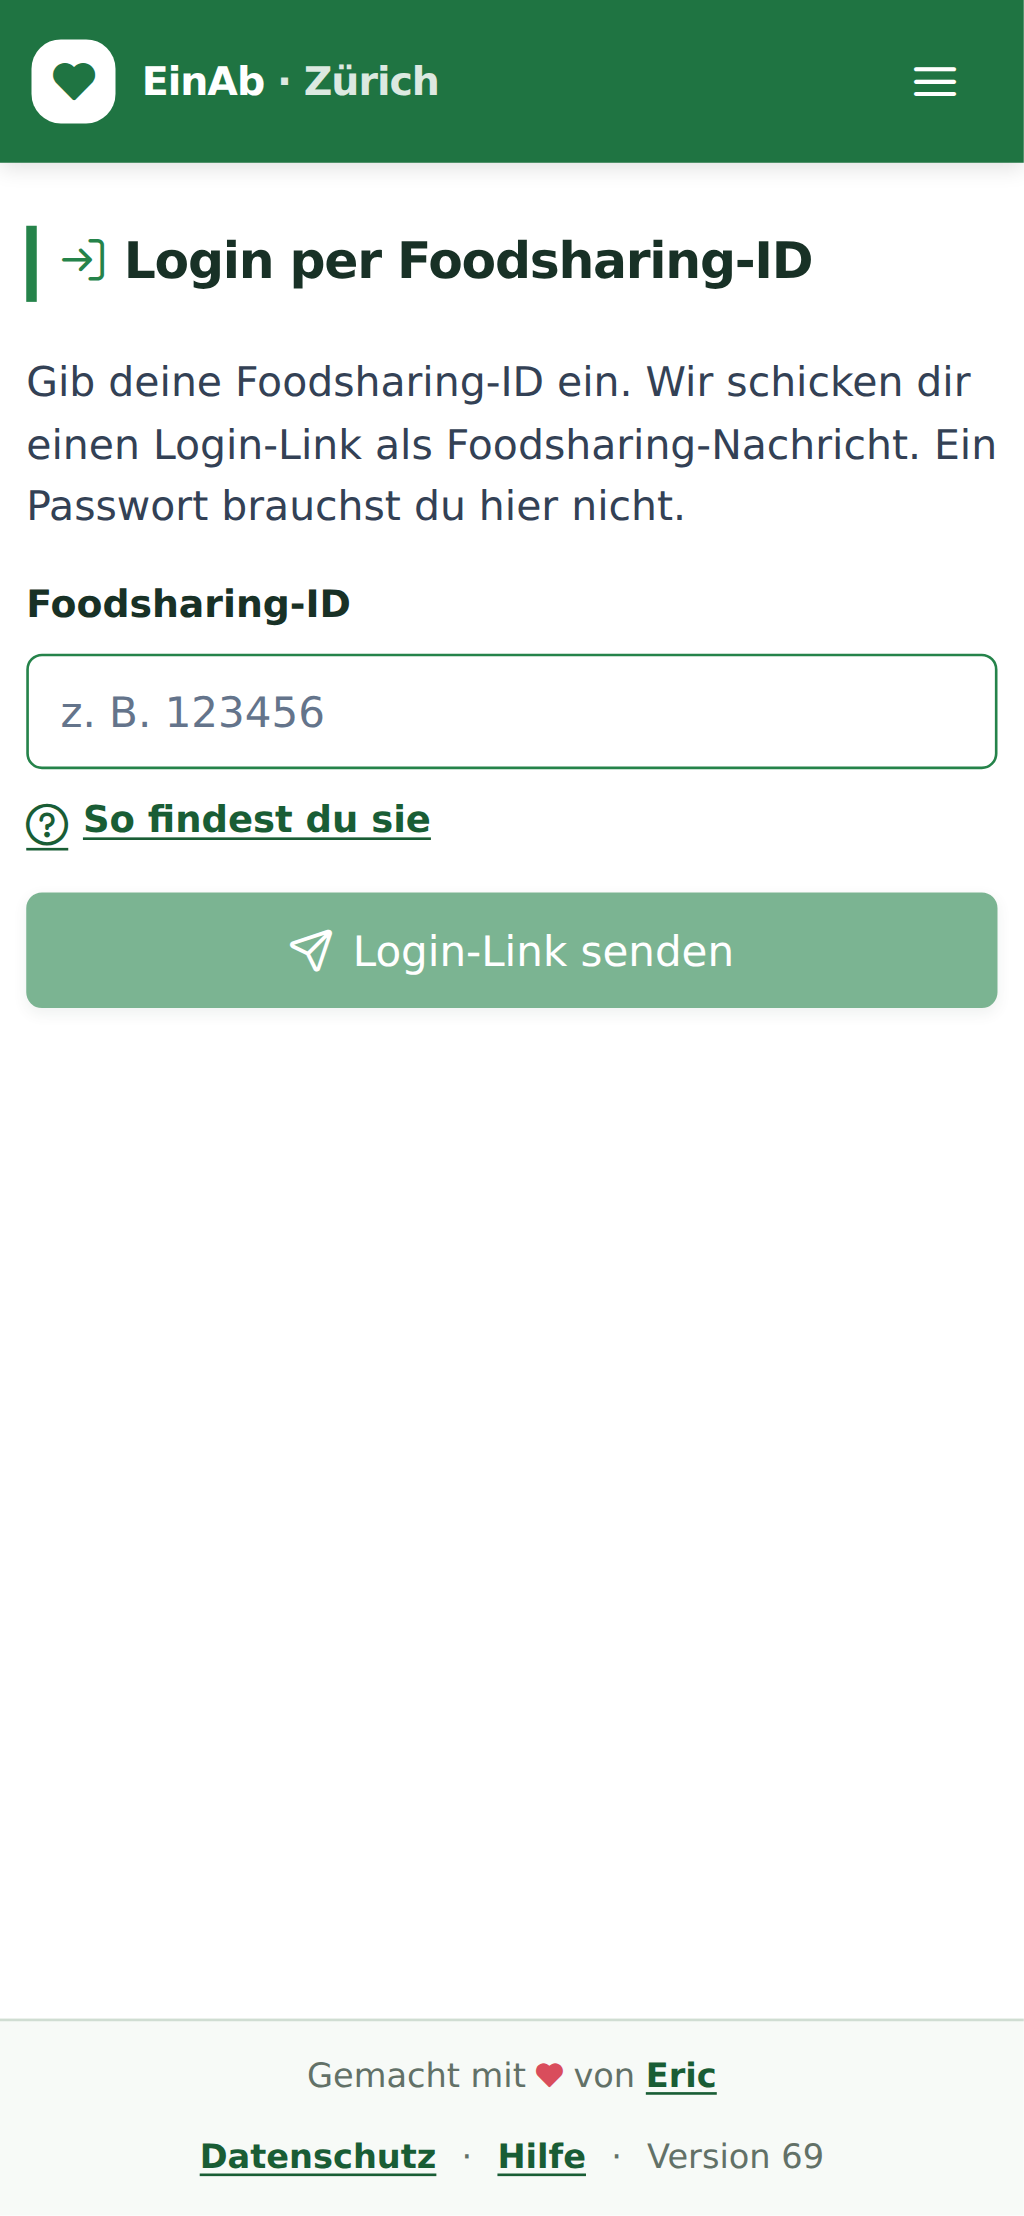 EinAb · Zürich
Login per Foodsharing-ID
Gib deine Foodsharing-ID ein. Wir schicken dir
einen Login-Link als Foodsharing-Nachricht. Ein
Passwort brauchst du hier nicht.
Foodsharing-ID
z. B. 123456
So findest du sie
Login-Link senden
Gemacht mit ♥ von Eric
Datenschutz · Hilfe · Version 69